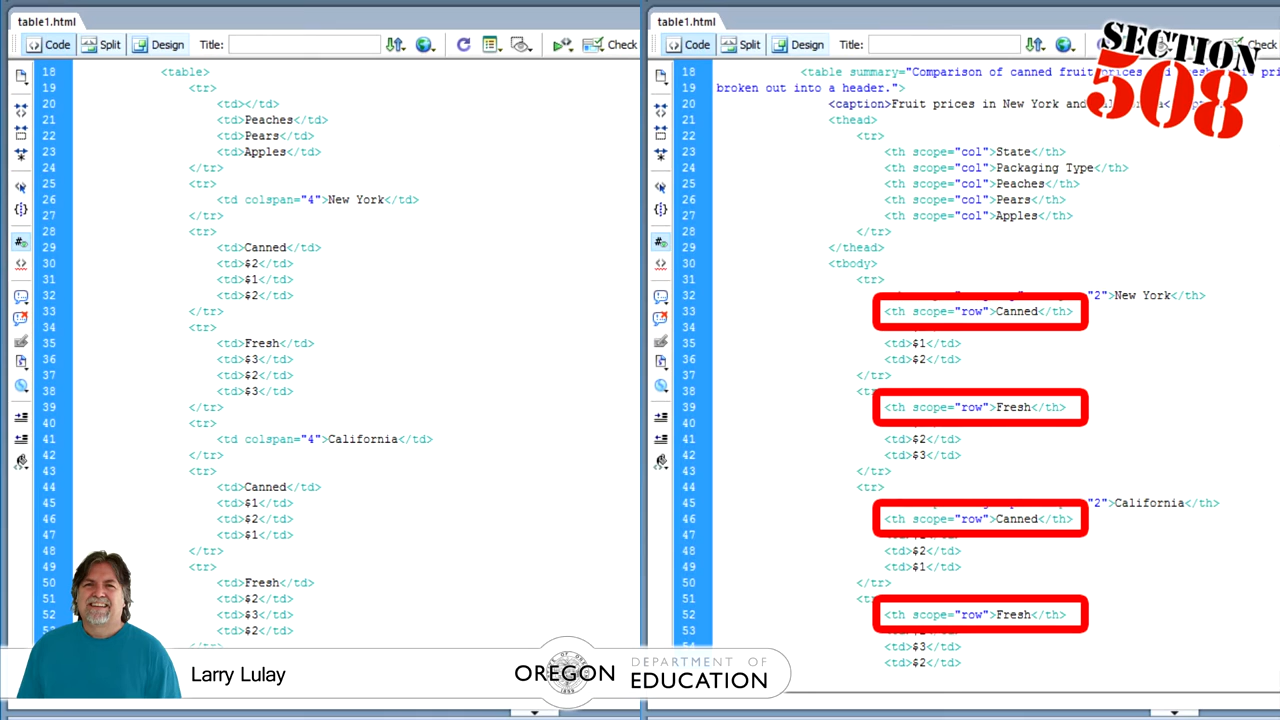 table1.html
Code Split Design Title: Check
18 <table>
19 <tr>
20 <td></td>
21 <td>Peaches</td>
22 <td>Pears</td>
23 <td>Apples</td>
24 </tr>
25 <tr>
26 <td colspan="4">New York</td>
27 </tr>
28 <tr>
29 <td>Canned</td>
30 <td>$2</td>
31 <td>$1</td>
32 <td>$2</td>
33 </tr>
34 <tr>
35 <td>Fresh</td>
36 <td>$3</td>
37 <td>$2</td>
38 <td>$3</td>
39 </tr>
40 <tr>
41 <td colspan="4">California</td>
42 </tr>
43 <tr>
44 <td>Canned</td>
45 <td>$1</td>
46 <td>$2</td>
47 <td>$1</td>
48 </tr>
49 <tr>
50 <td>Fresh</td>
51 <td>$2</td>
52 <td>$3</td>
53 <td>$2</td>
table1.html
Code Split Design Title: Check
SECTION
508
18 <table summary="Comparison of canned fruit prices
19 broken out into a header.">
20 <caption>Fruit prices in New York and
21 <thead>
22 <tr>
23 <th scope="col">State</th>
24 <th scope="col">Packaging Type</th>
25 <th scope="col">Peaches</th>
26 <th scope="col">Pears</th>
27 <th scope="col">Apples</th>
28 </tr>
29 </thead>
30 <tbody>
31 <tr>
32 "2">New York</th>
33 <th scope="row">Canned</th>
34
35 <td>$1</td>
36 <td>$2</td>
37 </tr>
38
39 <th scope="row">Fresh</th>
40
41 <td>$2</td>
42 <td>$3</td>
43 </tr>
44 <tr>
45 "2">California</th>
46 <th scope="row">Canned</th>
47
48 <td>$2</td>
49 <td>$1</td>
50 </tr>
51
52 <th scope="row">Fresh</th>
53
<td>$3</td>
<td>$2</td>
Larry Lulay
OREGON DEPARTMENT OF
EDUCATION